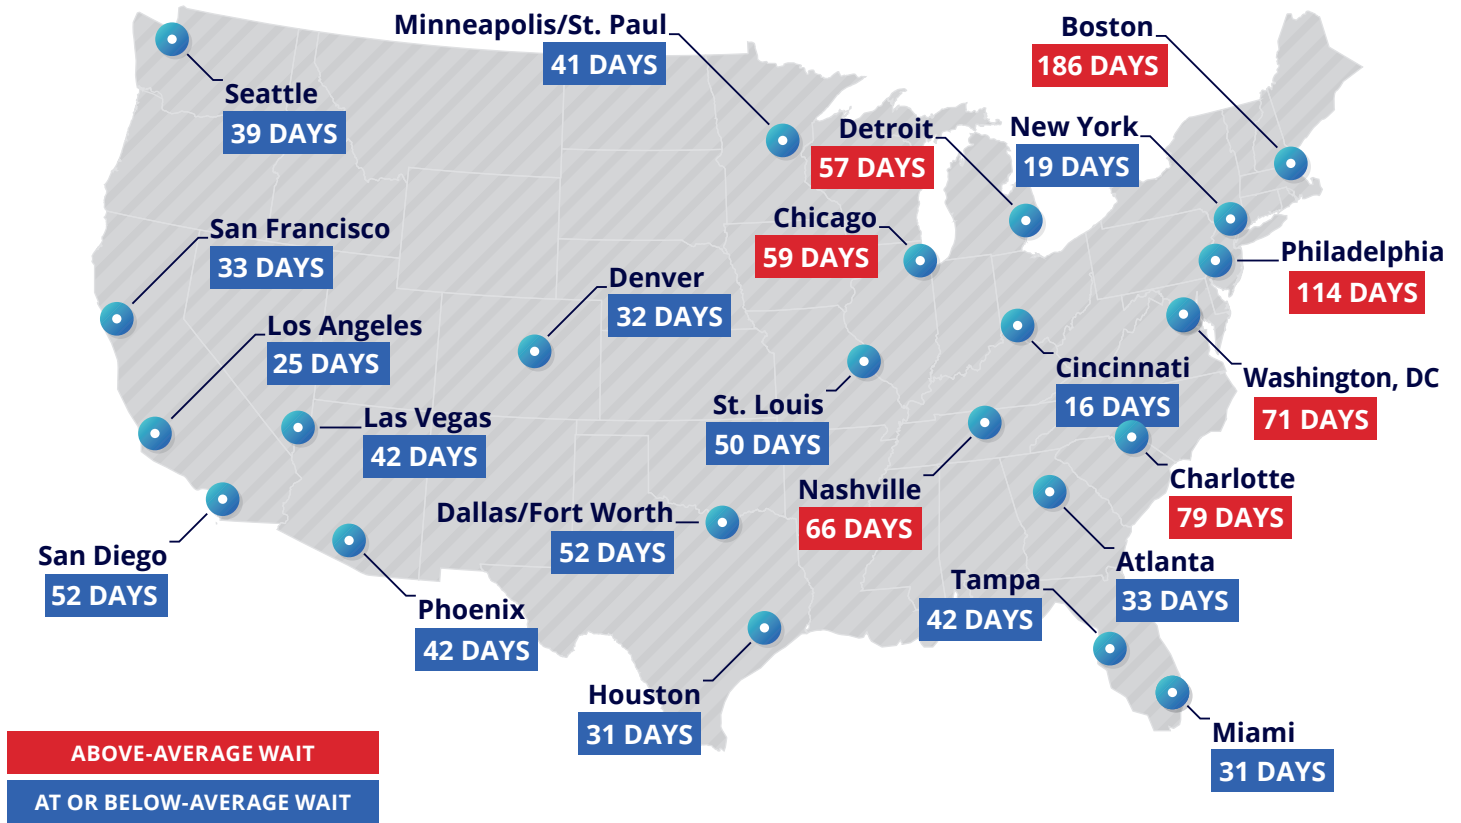 Minneapolis/St. Paul
41 DAYS
Boston
186 DAYS
Seattle
39 DAYS
Detroit
57 DAYS
New York
19 DAYS
San Francisco
33 DAYS
Chicago
59 DAYS
Philadelphia
114 DAYS
Denver
32 DAYS
Los Angeles
25 DAYS
Cincinnati
16 DAYS
Washington, DC
71 DAYS
Las Vegas
42 DAYS
St. Louis
50 DAYS
Nashville
66 DAYS
Charlotte
79 DAYS
Dallas/Fort Worth
52 DAYS
San Diego
52 DAYS
Atlanta
33 DAYS
Tampa
42 DAYS
Phoenix
42 DAYS
Houston
31 DAYS
Miami
31 DAYS
ABOVE-AVERAGE WAIT
AT OR BELOW-AVERAGE WAIT